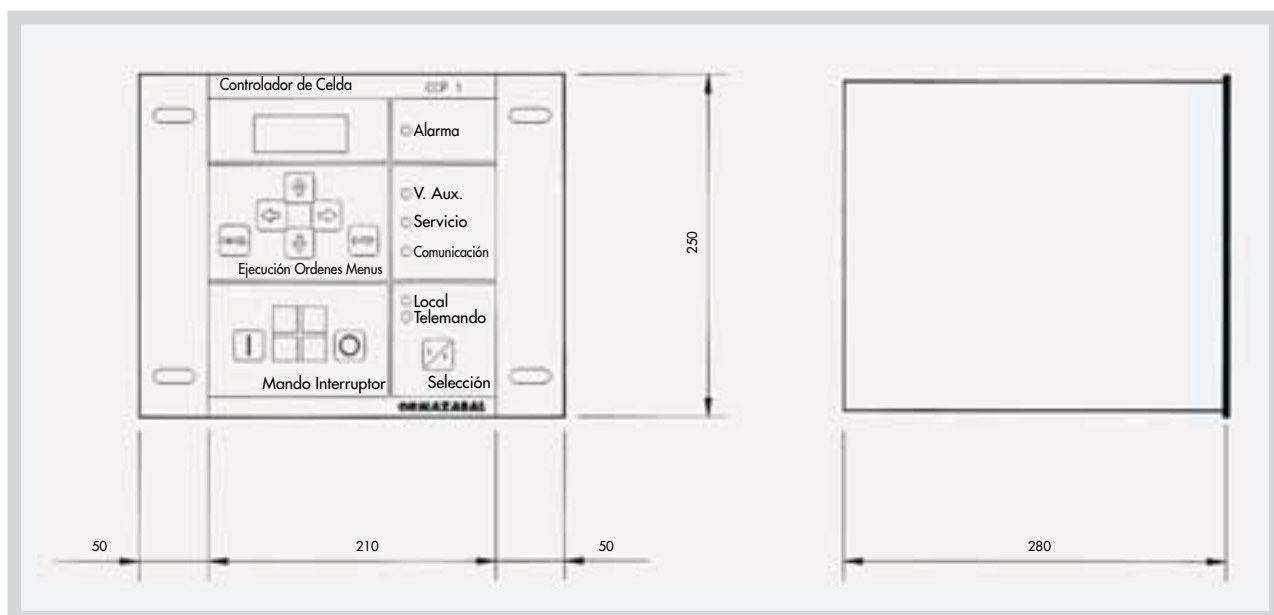 Controlador de Celda
CCP 1
Alarma
V. Aux.
Servicio
Comunicación
Ejecución Ordenes Menus
Local
Telemando
Mando Interruptor
Selección
ORMAZABAL
250
50
210
50
280